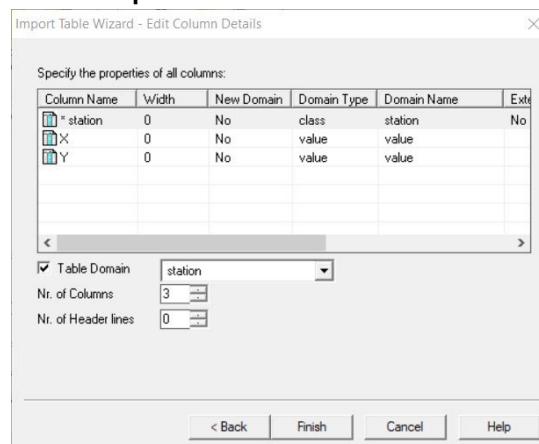 Import Table Wizard - Edit Column Details
Specify the properties of all columns:
Column Name Width New Domain Domain Type Domain Name Exte
* station 0 No class station No
X 0 No value value
Y 0 No value value
Table Domain station
Nr. of Columns 3
Nr. of Header lines 0
< Back Finish Cancel Help